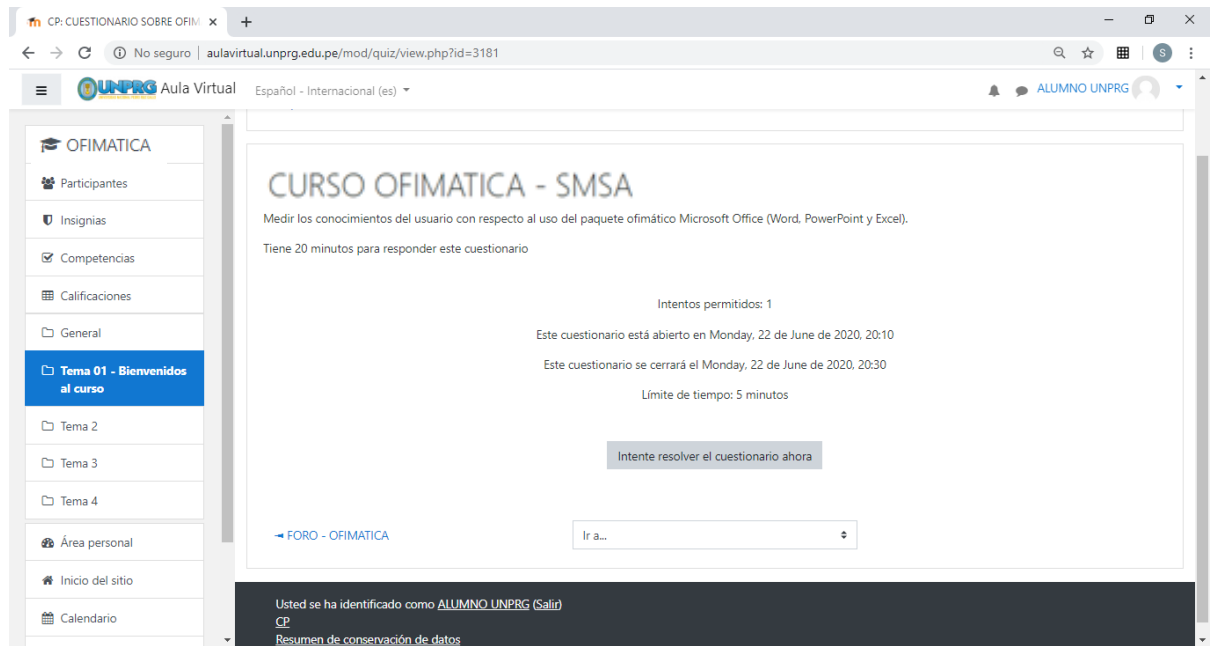 CP: CUESTIONARIO SOBRE OFIM
No seguro | aulavirtual.unprg.edu.pe/mod/quiz/view.php?id=3181
S
UNPRG Aula Virtual
Español - Internacional (es)
ALUMNO UNPRG
OFIMATICA
Participantes
Insignias
Competencias
Calificaciones
General
Tema 01 - Bienvenidos
al curso
Tema 2
Tema 3
Tema 4
Área personal
Inicio del sitio
Calendario
CURSO OFIMATICA - SMSA
Medir los conocimientos del usuario con respecto al uso del paquete ofimático Microsoft Office (Word, PowerPoint y Excel).
Tiene 20 minutos para responder este cuestionario
Intentos permitidos: 1
Este cuestionario está abierto en Monday, 22 de June de 2020, 20:10
Este cuestionario se cerrará el Monday, 22 de June de 2020, 20:30
Límite de tiempo: 5 minutos
Intente resolver el cuestionario ahora
◄ FORO - OFIMATICA
Ir a...
Usted se ha identificado como ALUMNO UNPRG (Salir)
CP
Resumen de conservación de datos